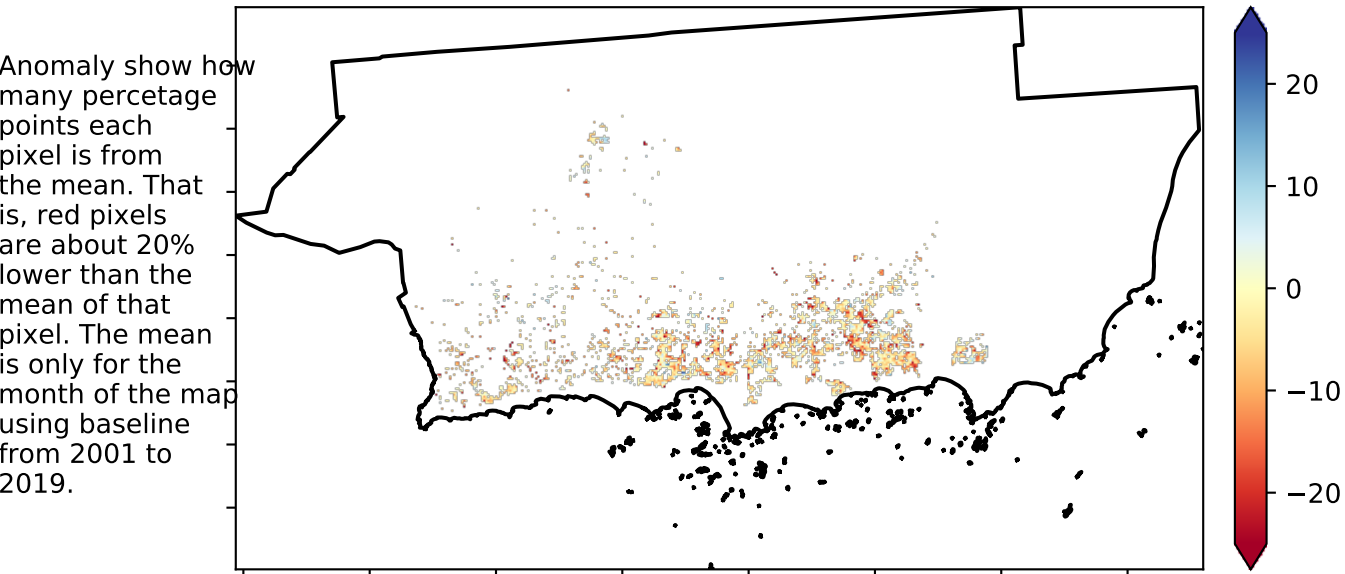 Anomaly show how
many percetage
points each
pixel is from
the mean. That
is, red pixels
are about 20%
lower than the
mean of that
pixel. The mean
is only for the
month of the map
using baseline
from 2001 to
2019.
20
10
0
−10
−20